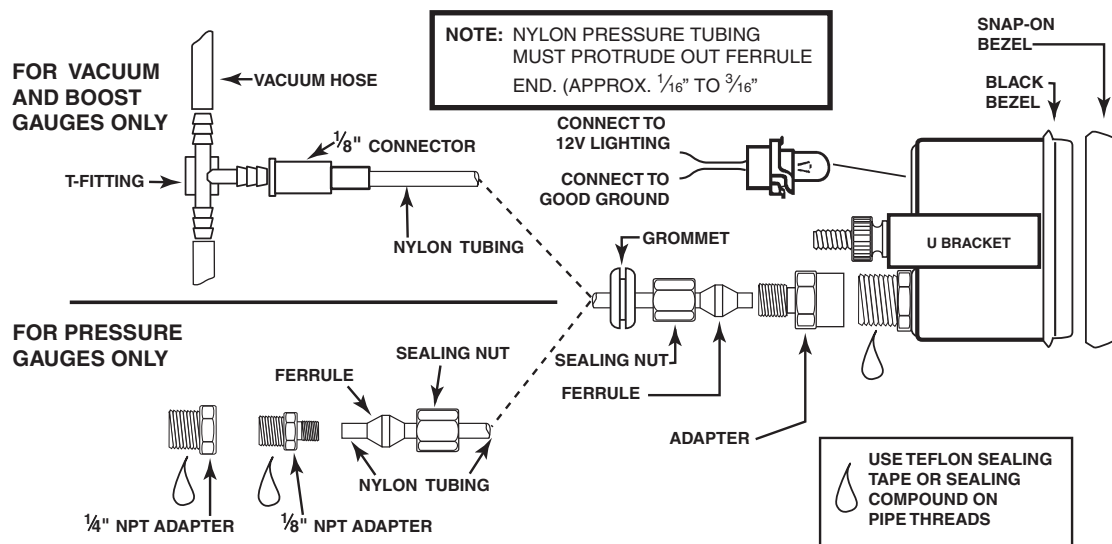 NOTE: NYLON PRESSURE TUBING
MUST PROTRUDE OUT FERRULE
END. (APPROX. 1⁄16” TO 3⁄16”
SNAP-ON
BEZEL
BLACK
BEZEL
FOR VACUUM
AND BOOST
GAUGES ONLY
VACUUM HOSE
1⁄8" CONNECTOR
T-FITTING
NYLON TUBING
CONNECT TO
12V LIGHTING
CONNECT TO
GOOD GROUND
GROMMET
U BRACKET
SEALING NUT
FERRULE
ADAPTER
FOR PRESSURE
GAUGES ONLY
SEALING NUT
FERRULE
NYLON TUBING
1⁄4" NPT ADAPTER
1⁄8" NPT ADAPTER
USE TEFLON SEALING
TAPE OR SEALING
COMPOUND ON
PIPE THREADS